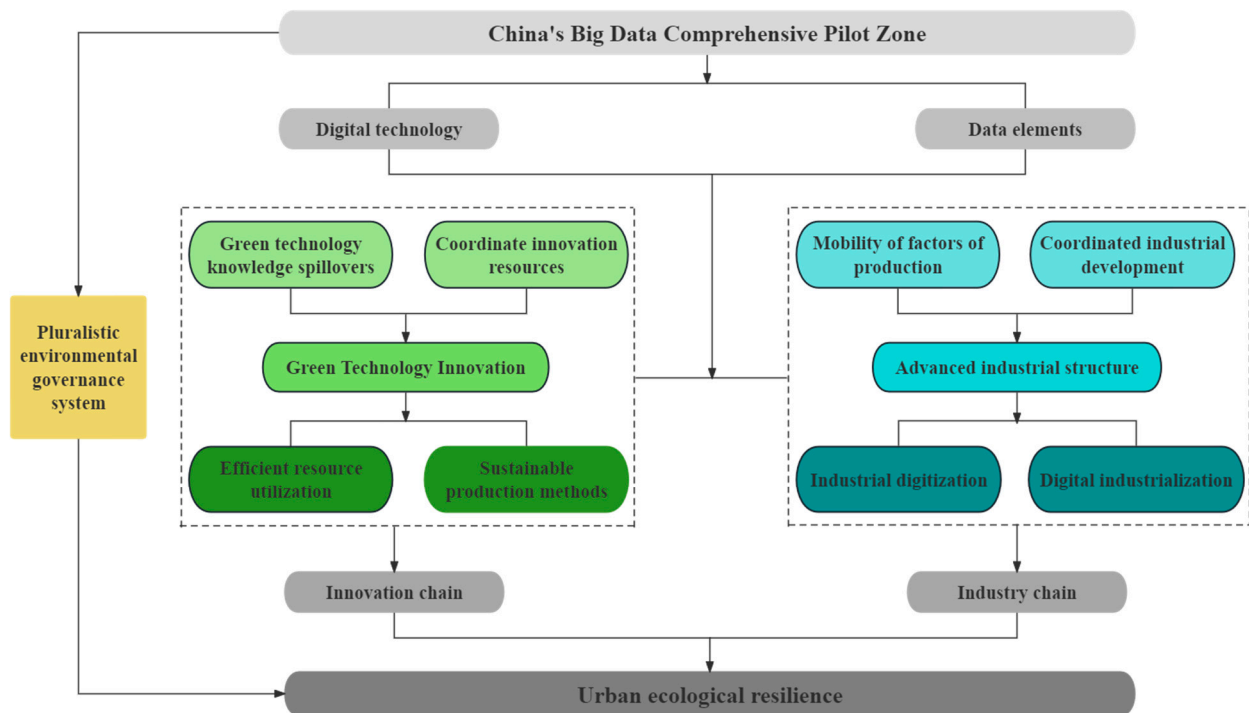 China's Big Data Comprehensive Pilot Zone
Digital technology
Data elements
Green technology
knowledge spillovers
Coordinate innovation
resources
Mobility of factors of
production
Coordinated industrial
development
Pluralistic
environmental
governance
system
Green Technology Innovation
Advanced industrial structure
Efficient resource
utilization
Sustainable
production methods
Industrial digitization
Digital industrialization
Innovation chain
Industry chain
Urban ecological resilience